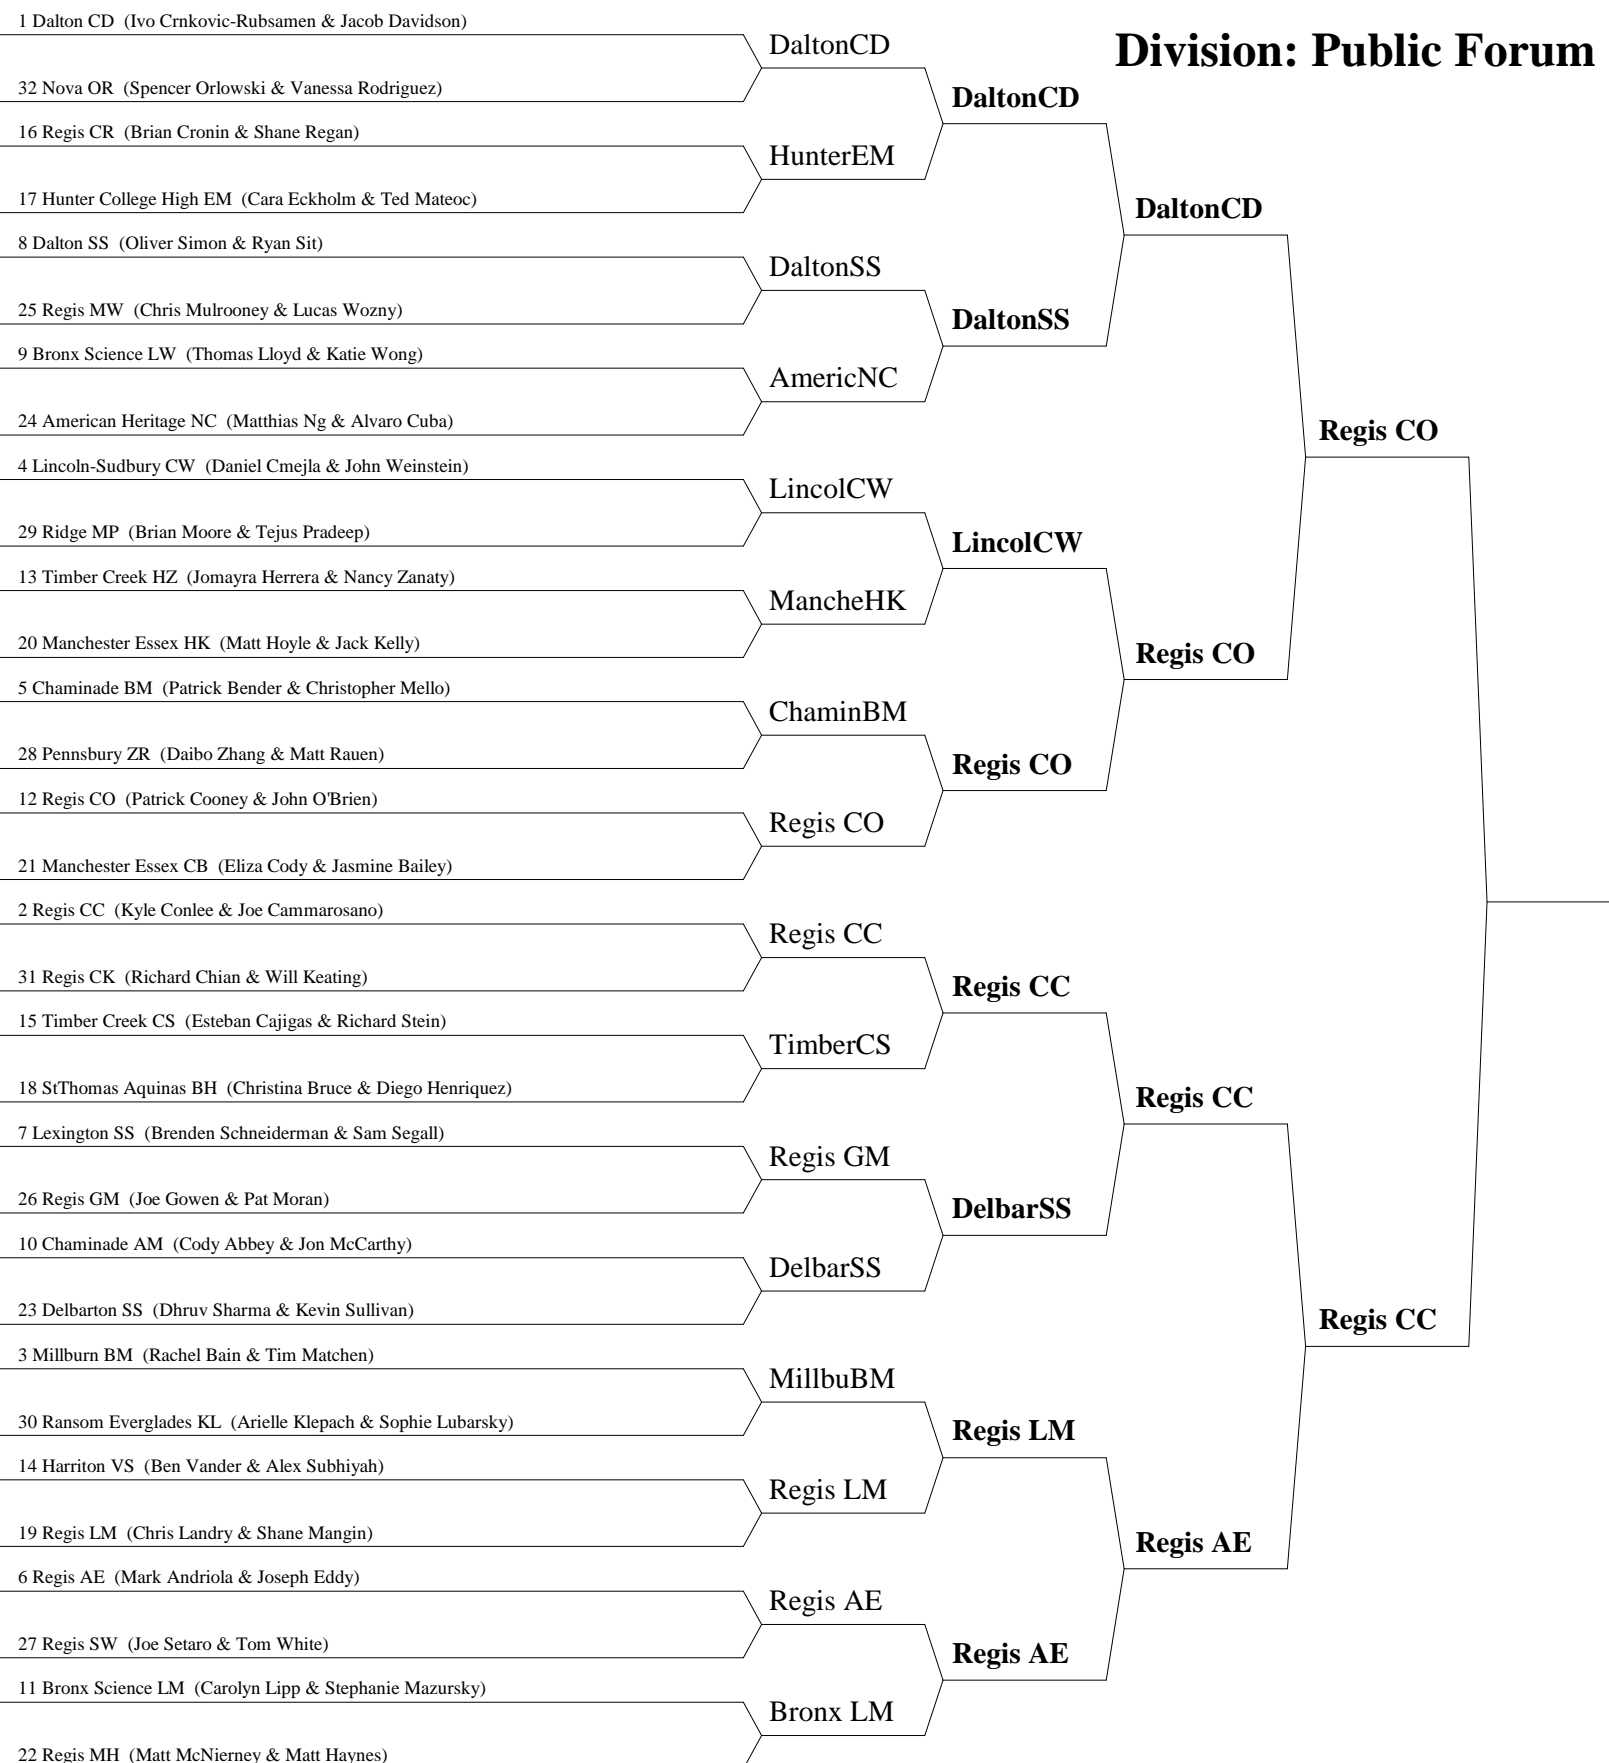 Division: Public Forum
1 Dalton CD (Ivo Crnkovic-Rubsamen & Jacob Davidson)
32 Nova OR (Spencer Orlowski & Vanessa Rodriguez)
16 Regis CR (Brian Cronin & Shane Regan)
17 Hunter College High EM (Cara Eckholm & Ted Mateoc)
8 Dalton SS (Oliver Simon & Ryan Sit)
25 Regis MW (Chris Mulrooney & Lucas Wozny)
9 Bronx Science LW (Thomas Lloyd & Katie Wong)
24 American Heritage NC (Matthias Ng & Alvaro Cuba)
4 Lincoln-Sudbury CW (Daniel Cmejla & John Weinstein)
29 Ridge MP (Brian Moore & Tejus Pradeep)
13 Timber Creek HZ (Jomayra Herrera & Nancy Zanaty)
20 Manchester Essex HK (Matt Hoyle & Jack Kelly)
5 Chaminade BM (Patrick Bender & Christopher Mello)
28 Pennsbury ZR (Daibo Zhang & Matt Rauen)
12 Regis CO (Patrick Cooney & John O'Brien)
21 Manchester Essex CB (Eliza Cody & Jasmine Bailey)
2 Regis CC (Kyle Conlee & Joe Cammarosano)
31 Regis CK (Richard Chian & Will Keating)
15 Timber Creek CS (Esteban Cajigas & Richard Stein)
18 StThomas Aquinas BH (Christina Bruce & Diego Henriquez)
7 Lexington SS (Brenden Schneiderman & Sam Segall)
26 Regis GM (Joe Gowen & Pat Moran)
10 Chaminade AM (Cody Abbey & Jon McCarthy)
23 Delbarton SS (Dhruv Sharma & Kevin Sullivan)
3 Millburn BM (Rachel Bain & Tim Matchen)
30 Ransom Everglades KL (Arielle Klepach & Sophie Lubarsky)
14 Harriton VS (Ben Vander & Alex Subhiyah)
19 Regis LM (Chris Landry & Shane Mangin)
6 Regis AE (Mark Andriola & Joseph Eddy)
27 Regis SW (Joe Setaro & Tom White)
11 Bronx Science LM (Carolyn Lipp & Stephanie Mazursky)
22 Regis MH (Matt McNierney & Matt Haynes)
DaltonCD
HunterEM
DaltonSS
AmericNC
LincolCW
MancheHK
ChaminBM
Regis CO
Regis CC
TimberCS
Regis GM
DelbarSS
MillbuBM
Regis LM
Regis AE
Bronx LM
DaltonCD
DaltonSS
LincolCW
Regis CO
Regis CC
DelbarSS
Regis LM
Regis AE
DaltonCD
Regis CO
Regis CC
Regis AE
Regis CO
Regis CC